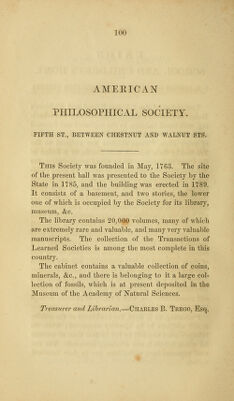 100
AMERICAN
PHILOSOPHICAL SOCIETY.
FIFTH ST., BETWEEN CHESTNUT AND WALNUT STS.
THIS Society was founded in May, 1763. The site
of the present hall was presented to the Society by the
State in 1785, and the building was erected in 1789.
It consists of a basement, and two stories, the lower
one of which is occupied by the Society for its library,
museum, &c.
The library contains 20,000 volumes, many of which
are extremely rare and valuable, and many very valuable
manuscripts. The collection of the Transactions of
Learned Societies is among the most complete in this
country.
The cabinet contains a valuable collection of coins,
minerals, &c., and there is belonging to it a large col-
lection of fossils, which is at present deposited in the
Museum of the Academy of Natural Sciences.
Treasurer and Librarian.—CHARLES B. TREGO, ESQ.